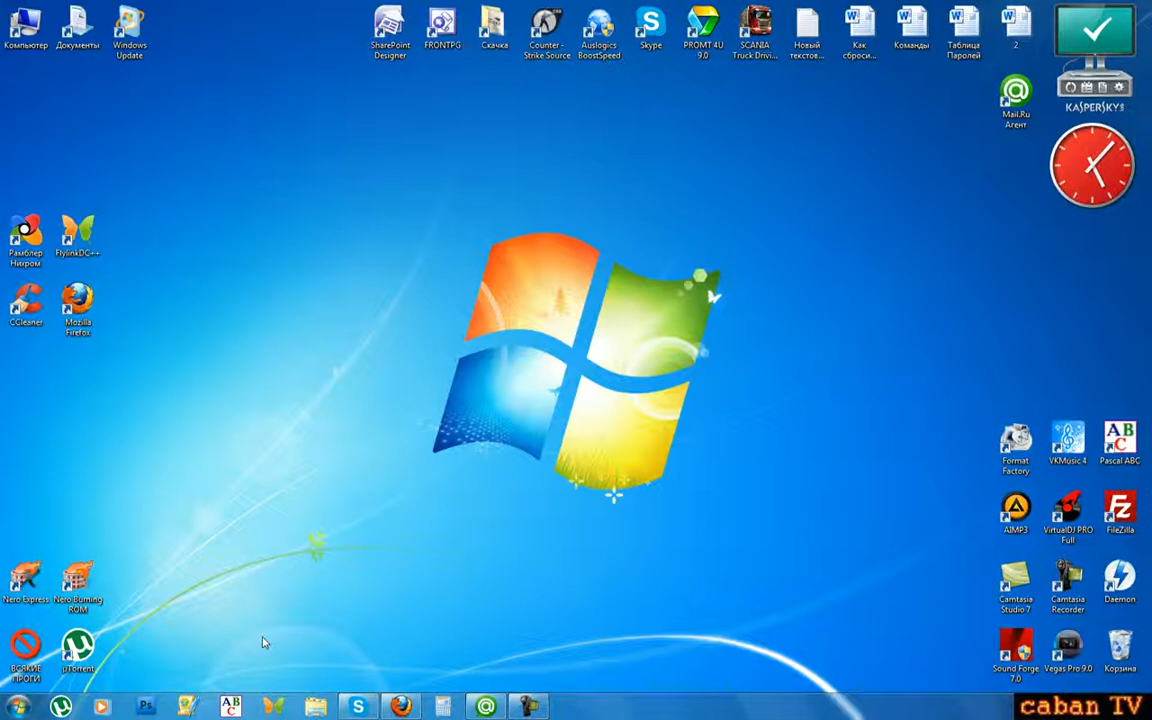 Компьютер
Документы
Windows
Update
SharePoint
Designer
FRONTPG
Скачка
Counter -
Strike Source
Auslogics
BoostSpeed
Skype
PROMT 4U
9.0
SCANIA
Truck Drivi...
Новый
текстов...
Как
сброси...
Команды
Таблица
Паролей
2
KASPERSKY
Mail.Ru
Агент
Рамблер
Нихром
FlylinkDC++
CCleaner
Mozilla
Firefox
Format
Factory
VKMusic 4
Pascal ABC
AIMP3
VirtualDJ PRO
Full
FileZilla
Nero Express
Nero Burning
ROM
Camtasia
Studio 7
Camtasia
Recorder
Daemon
ВСЯКИЕ
ПРОГИ
µTorrent
Sound Forge
7.0
Vegas Pro 9.0
Корзина
caban TV